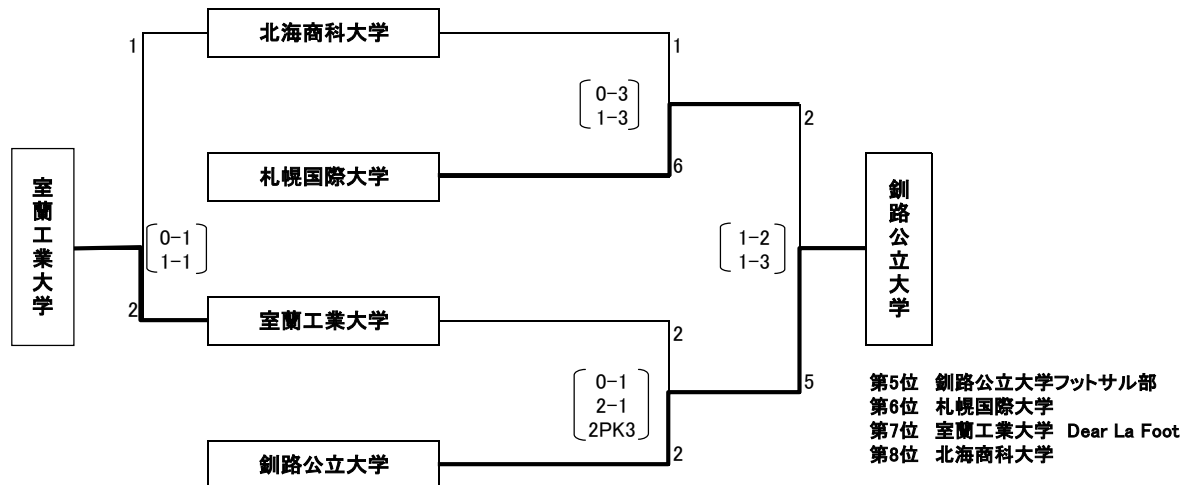 北海商科大学
1
1
0-3
1-3
2
札幌国際大学
6
室蘭工業大学
釧路公立大学
0-1
1-1
1-2
1-3
2
室蘭工業大学
2
0-1
2-1
2PK3
5
釧路公立大学
2
第5位 釧路公立大学フットサル部
第6位 札幌国際大学
第7位 室蘭工業大学 Dear La Foot
第8位 北海商科大学